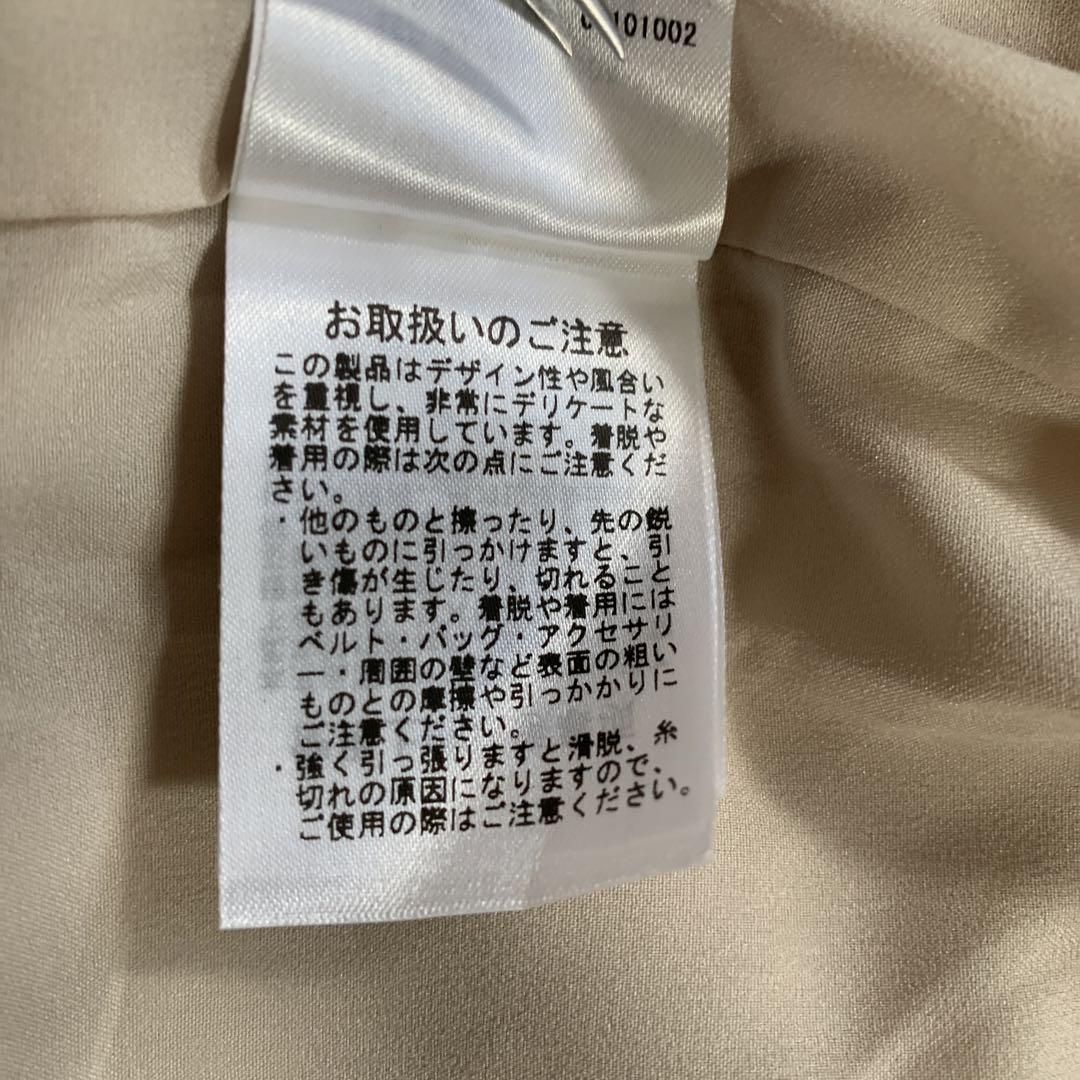 101002
お取扱いのご注意
この製品はデザイン性や風合い
を重視し、非常にデリケートな
素材を使用しています。着脱や
着用の際は次の点にご注意くだ
さい。
・他のものと擦ったり、先の鋭
いものに引っかけますと、引
き傷が生じたり、切れること
もあります。着脱や着用には
ベルト・バッグ・アクセサリ
ー・周囲の壁など表面の粗い
ものとの摩擦や引っかかりに
ご注意ください。
・強く引っ張りますと滑脱、糸
切れの原因になりますので、
ご使用の際はご注意ください。